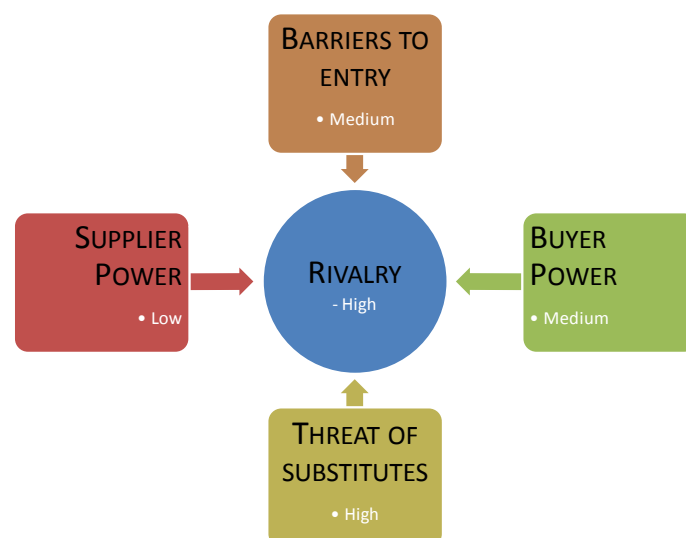 BARRIERS TO
ENTRY
• Medium
SUPPLIER
POWER
• Low
RIVALRY
- High
BUYER
POWER
• Medium
THREAT OF
SUBSTITUTES
• High